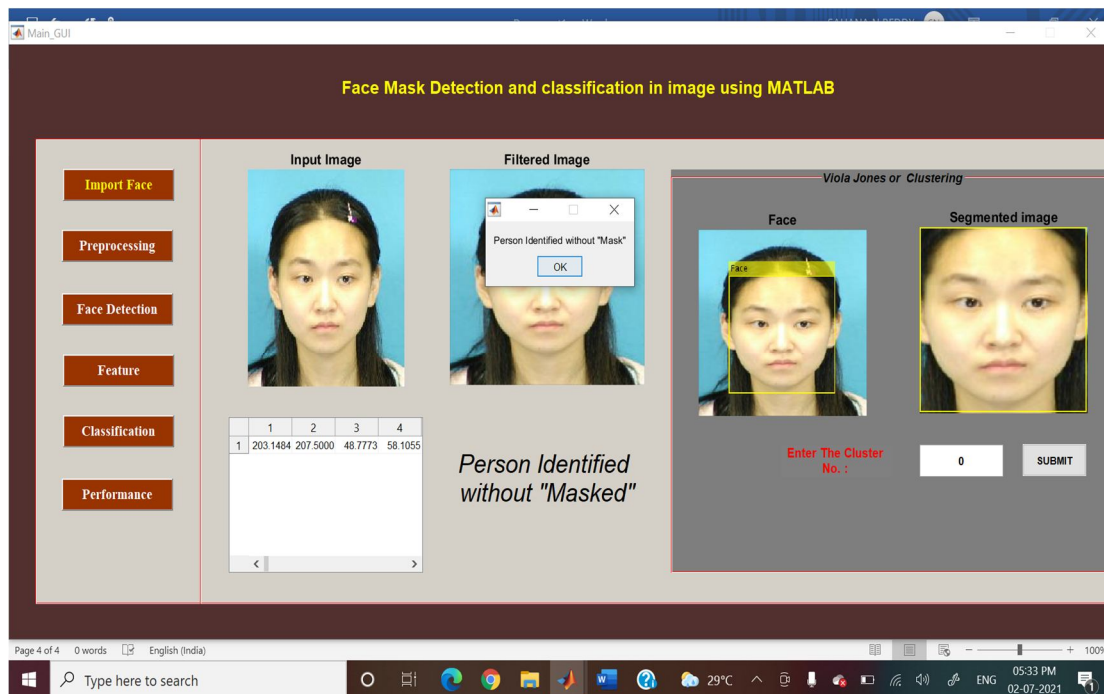 Main_GUI
Face Mask Detection and classification in image using MATLAB
Import Face
Preprocessing
Face Detection
Feature
Classification
Performance
Input Image
Filtered Image
Person Identified without "Mask"
OK
Viola Jones or Clustering
Face
Segmented image
Face
1 2 3 4
1 203.1484 207.5000 48.7773 58.1055
Person Identified
without "Masked"
Enter The Cluster
No. :
0
SUBMIT
Page 4 of 4 0 words English (India)
100%
Type here to search
29°C
ENG
05:33 PM
02-07-2021
1